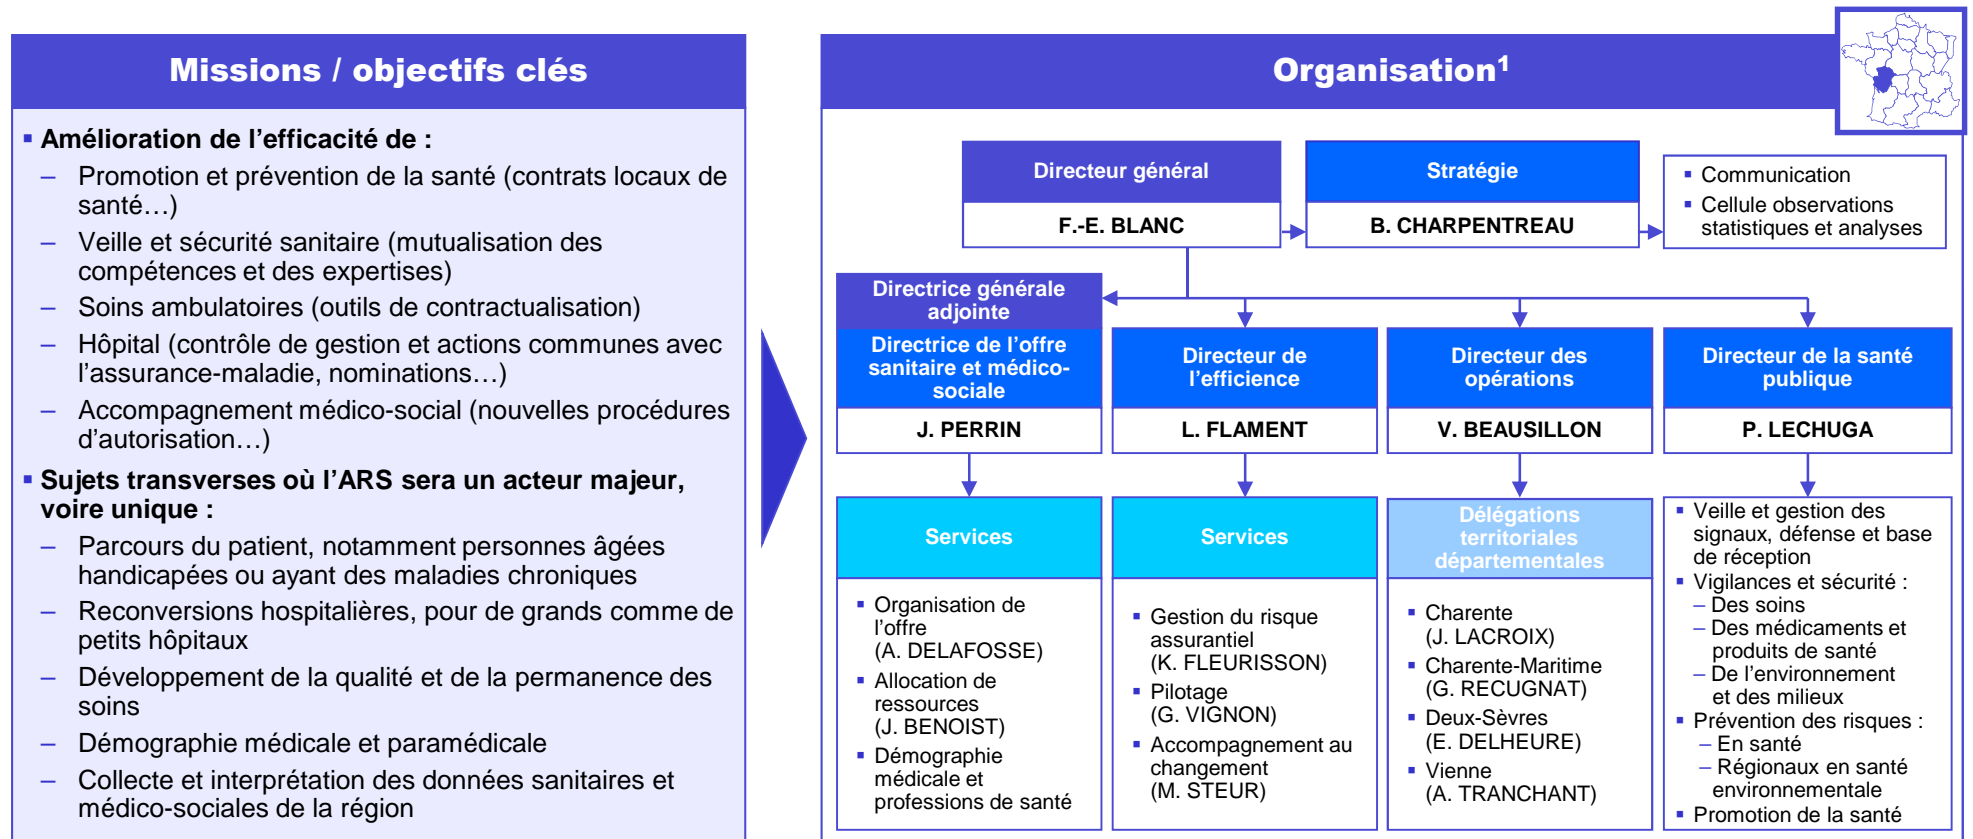 Missions / objectifs clés
▪ Amélioration de l’efficacité de :
– Promotion et prévention de la santé (contrats locaux de
santé…)
– Veille et sécurité sanitaire (mutualisation des
compétences et des expertises)
– Soins ambulatoires (outils de contractualisation)
– Hôpital (contrôle de gestion et actions communes avec
l’assurance-maladie, nominations…)
– Accompagnement médico-social (nouvelles procédures
d’autorisation…)
▪ Sujets transverses où l’ARS sera un acteur majeur,
voire unique :
– Parcours du patient, notamment personnes âgées
handicapées ou ayant des maladies chroniques
– Reconversions hospitalières, pour de grands comme de
petits hôpitaux
– Développement de la qualité et de la permanence des
soins
– Démographie médicale et paramédicale
– Collecte et interprétation des données sanitaires et
médico-sociales de la région
Organisation1
Directeur général
F.-E. BLANC
Stratégie
B. CHARPENTREAU
▪ Communication
▪ Cellule observations
statistiques et analyses
Directrice générale
adjointe
Directrice de l’offre
sanitaire et médico-
sociale
J. PERRIN
Directeur de
l’efficience
L. FLAMENT
Directeur des
opérations
V. BEAUSILLON
Directeur de la santé
publique
P. LECHUGA
Services
▪ Organisation de
l’offre
(A. DELAFOSSE)
▪ Allocation de
ressources
(J. BENOIST)
▪ Démographie
médicale et
professions de santé
Services
▪ Gestion du risque
assurantiel
(K. FLEURISSON)
▪ Pilotage
(G. VIGNON)
▪ Accompagnement au
changement
(M. STEUR)
Délégations
territoriales
départementales
▪ Charente
(J. LACROIX)
▪ Charente-Maritime
(G. RECUGNAT)
▪ Deux-Sèvres
(E. DELHEURE)
▪ Vienne
(A. TRANCHANT)
▪ Veille et gestion des
signaux, défense et base
de réception
▪ Vigilances et sécurité :
– Des soins
– Des médicaments et
produits de santé
– De l’environnement
et des milieux
▪ Prévention des risques :
– En santé
– Régionaux en santé
environnementale
▪ Promotion de la santé